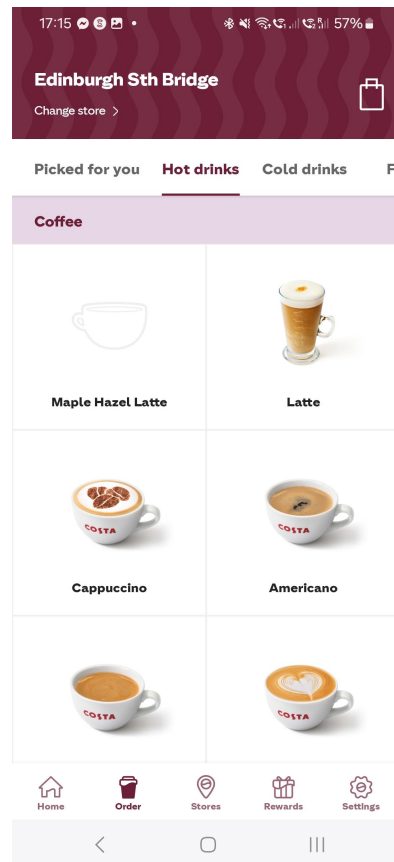 17:15 57%
Edinburgh Sth Bridge
Change store >
Picked for you Hot drinks Cold drinks F
Coffee
Maple Hazel Latte Latte
COSTA COSTA
Cappuccino Americano
COSTA COSTA
Home Order Stores Rewards Settings